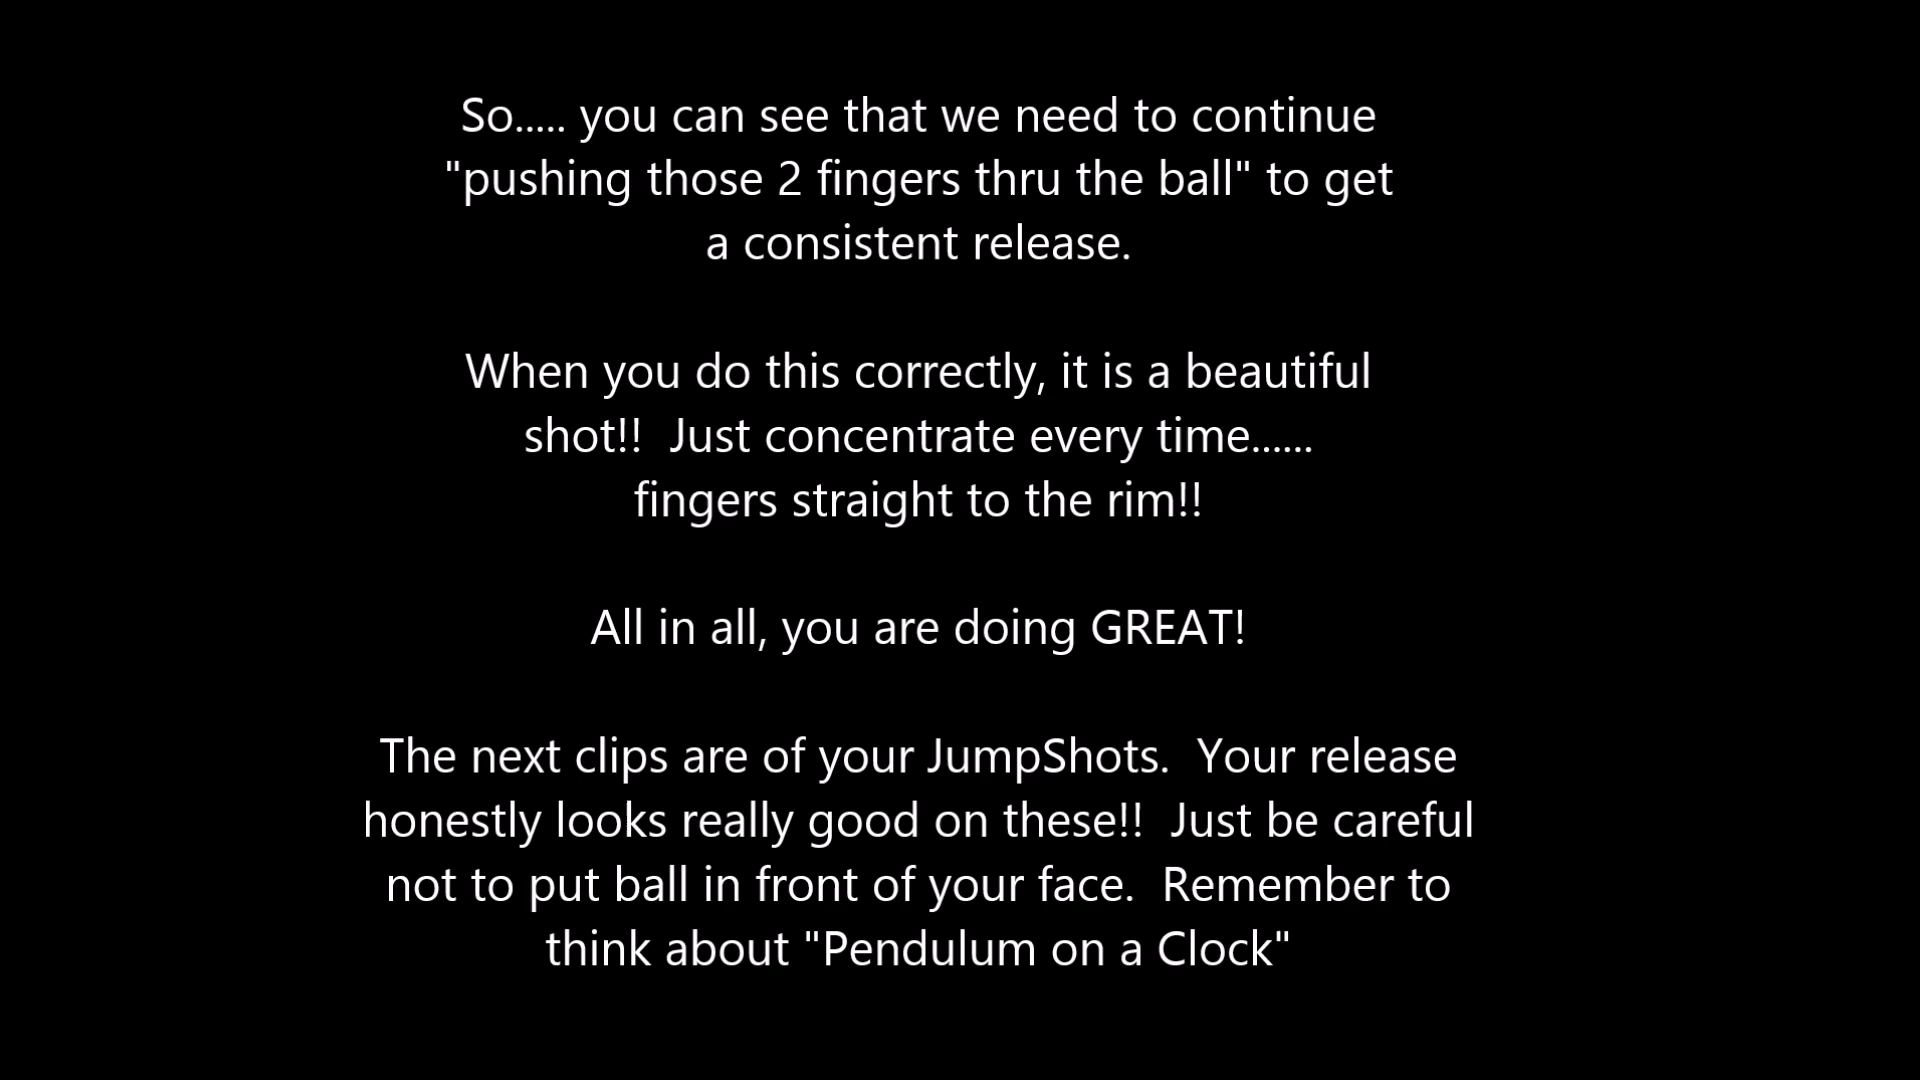 So..... you can see that we need to continue
"pushing those 2 fingers thru the ball" to get
a consistent release.
When you do this correctly, it is a beautiful
shot!!  Just concentrate every time......
fingers straight to the rim!!
All in all, you are doing GREAT!
The next clips are of your JumpShots.  Your release
honestly looks really good on these!!  Just be careful
not to put ball in front of your face.  Remember to
think about "Pendulum on a Clock"